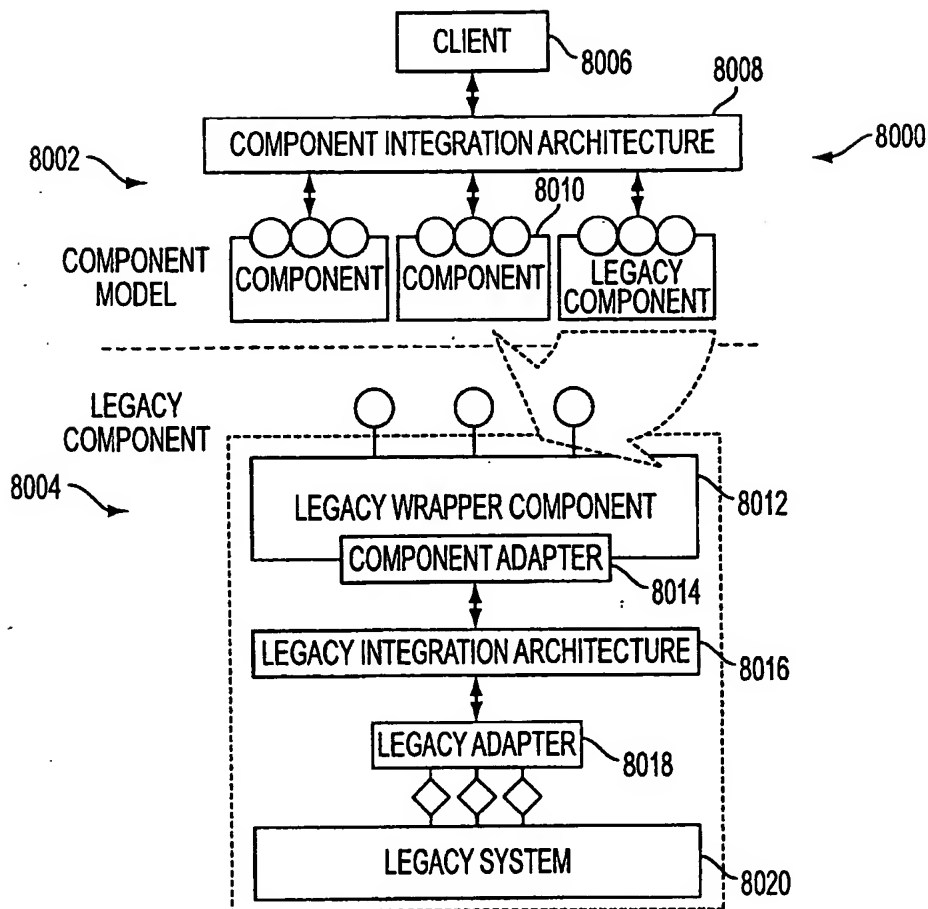 CLIENT
8006
8008
COMPONENT INTEGRATION ARCHITECTURE
8000
8002
8010
COMPONENT
MODEL
COMPONENT
COMPONENT
LEGACY
COMPONENT
LEGACY
COMPONENT
8004
LEGACY WRAPPER COMPONENT
8012
COMPONENT ADAPTER
8014
LEGACY INTEGRATION ARCHITECTURE
8016
LEGACY ADAPTER
8018
LEGACY SYSTEM
8020